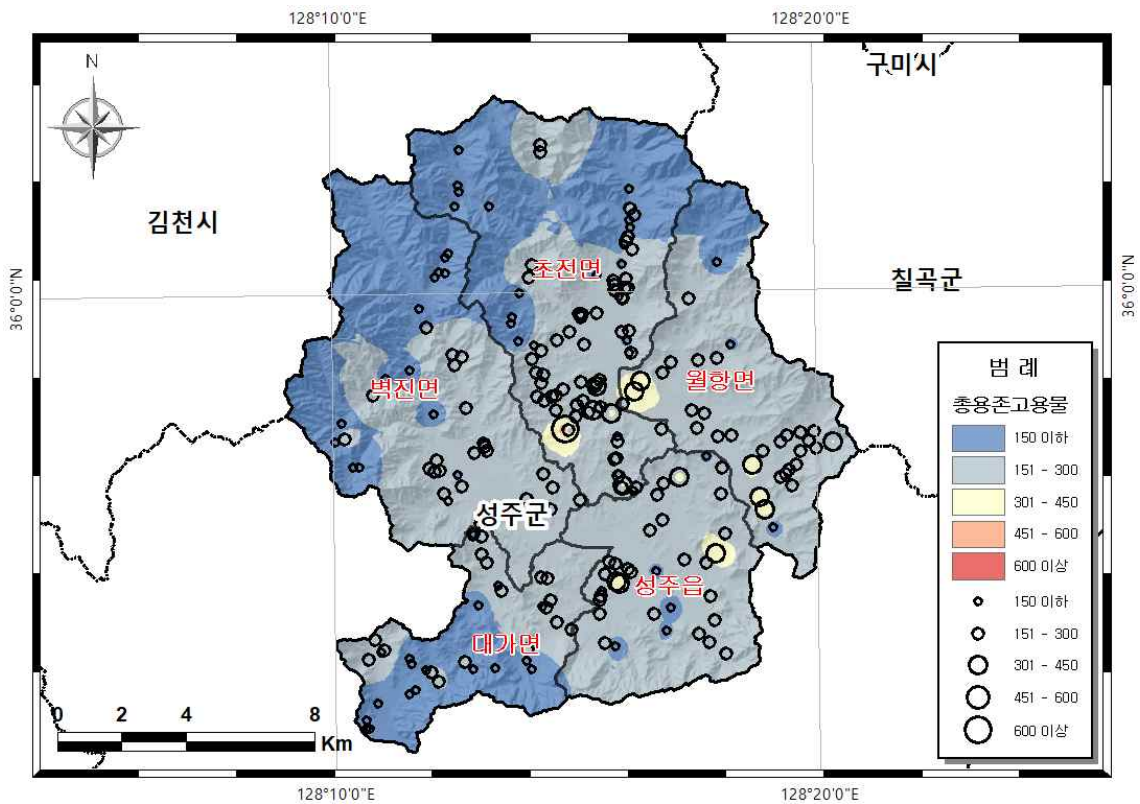 128°10'0"E
128°20'0"E
N
구미시
김천시
초전면
칠곡군
36°0'0"N
36°0'0"N
벽진면
월항면
성주군
성주읍
대가면
범 례
총용존고용물
150 이하
151 - 300
301 - 450
451 - 600
600 이상
150 이하
151 - 300
301 - 450
451 - 600
600 이상
0 2 4 8
Km
128°10'0"E
128°20'0"E